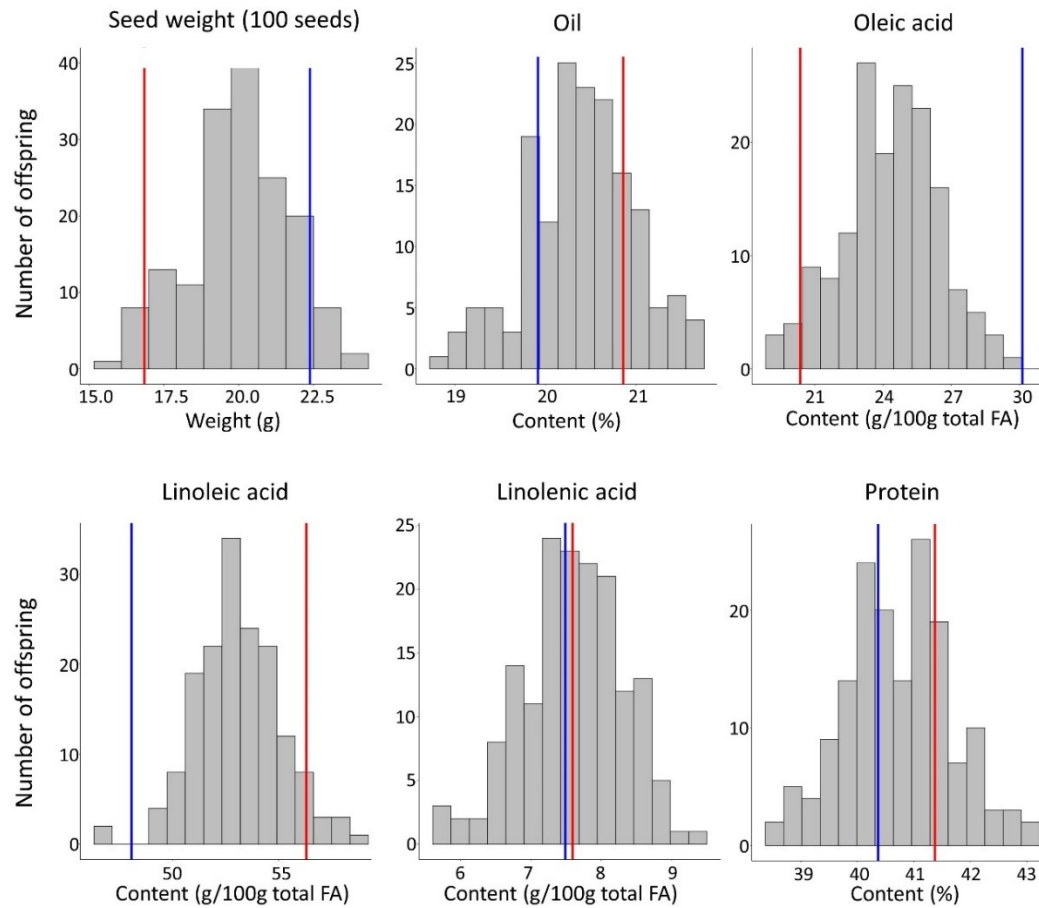 Seed weight (100 seeds)
Oil
Oleic acid
Number of offspring
40
30
20
10
0
15.0 17.5 20.0 22.5
Weight (g)
25
20
15
10
5
0
19 20 21
Content (%)
20
10
0
21 24 27 30
Content (g/100g total FA)
Linoleic acid
Linolenic acid
Protein
Number of offspring
30
20
10
0
50 55
Content (g/100g total FA)
25
20
15
10
5
0
6 7 8 9
Content (g/100g total FA)
20
10
0
39 40 41 42 43
Content (%)